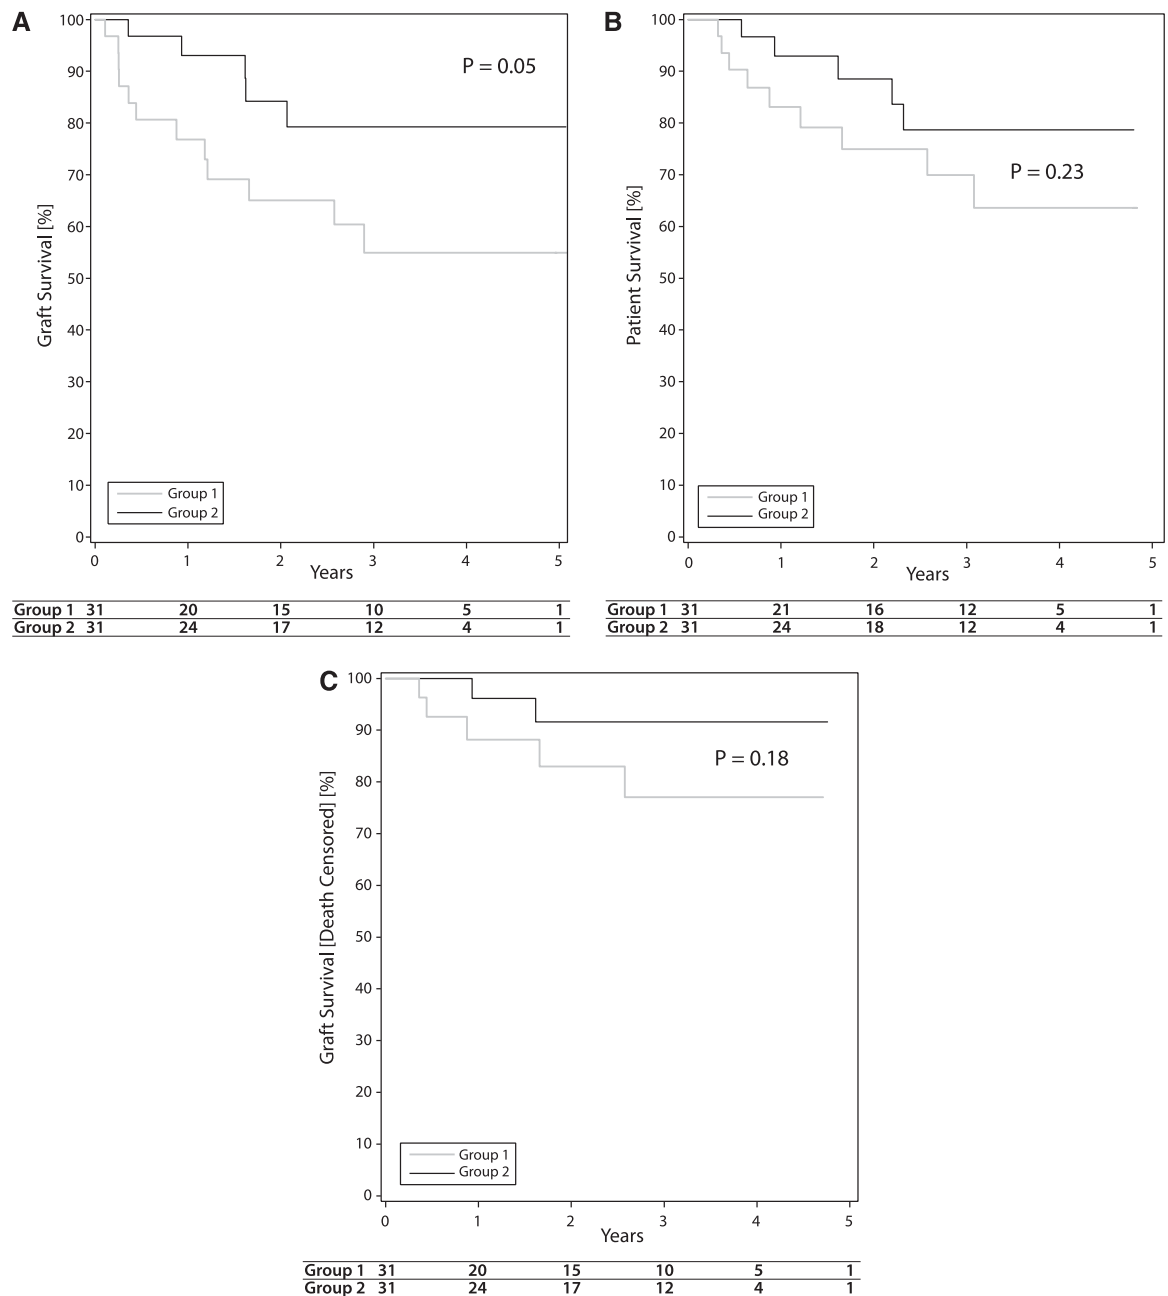 A
100
90
80
70
60
50
40
30
20
10
0
Graft Survival [%]
P = 0.05
Group 1
Group 2
0 1 2 3 4 5
Years
Group 1 31 20 15 10 5 1
Group 2 31 24 17 12 4 1
B
100
90
80
70
60
50
40
30
20
10
0
Patient Survival [%]
P = 0.23
Group 1
Group 2
0 1 2 3 4 5
Years
Group 1 31 21 16 12 5 1
Group 2 31 24 18 12 4 1
C
100
90
80
70
60
50
40
30
20
10
0
Graft Survival [Death Censored] [%]
P = 0.18
Group 1
Group 2
0 1 2 3 4 5
Years
Group 1 31 20 15 10 5 1
Group 2 31 24 17 12 4 1